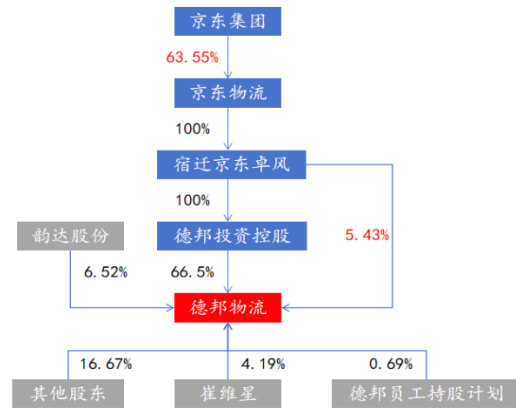 京东集团
63.55%
京东物流
100%
宿迁京东卓风
100%
韵达股份
德邦投资控股
5.43%
6.52%
66.5%
德邦物流
16.67%
4.19%
0.69%
其他股东
崔维星
德邦员工持股计划